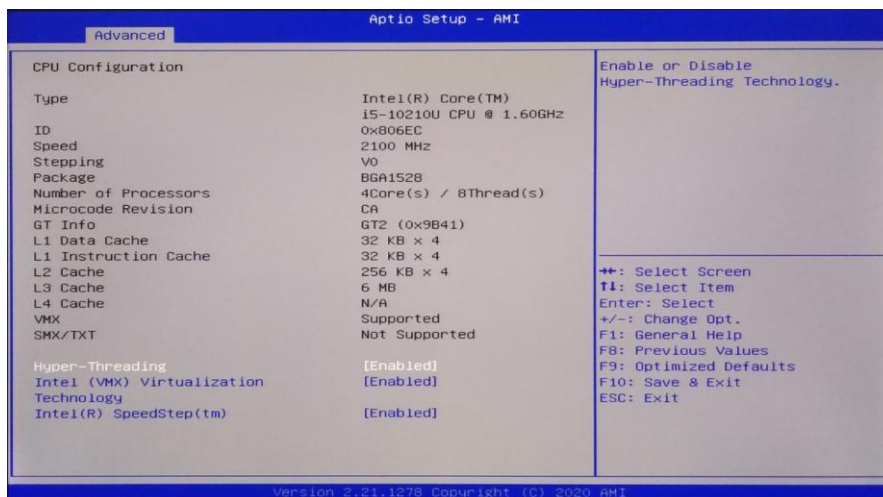 Aptio Setup - AMI
Advanced
CPU Configuration
Type Intel(R) Core(TM)
i5-10210U CPU @ 1.60GHz
ID 0x806EC
Speed 2100 MHz
Stepping V0
Package BGA1528
Number of Processors 4Core(s) / 8Thread(s)
Microcode Revision CA
GT Info GT2 (0x9B41)
L1 Data Cache 32 KB x 4
L1 Instruction Cache 32 KB x 4
L2 Cache 256 KB x 4
L3 Cache 6 MB
L4 Cache N/A
VMX Supported
SMX/TXT Not Supported
Hyper-Threading [Enabled]
Intel (VMX) Virtualization [Enabled]
Technology
Intel(R) SpeedStep(tm) [Enabled]
Enable or Disable
Hyper-Threading Technology.
→←: Select Screen
↑↓: Select Item
Enter: Select
+/-: Change Opt.
F1: General Help
F8: Previous Values
F9: Optimized Defaults
F10: Save & Exit
ESC: Exit
Version 2.21.1278 Copyright (C) 2020 AMI